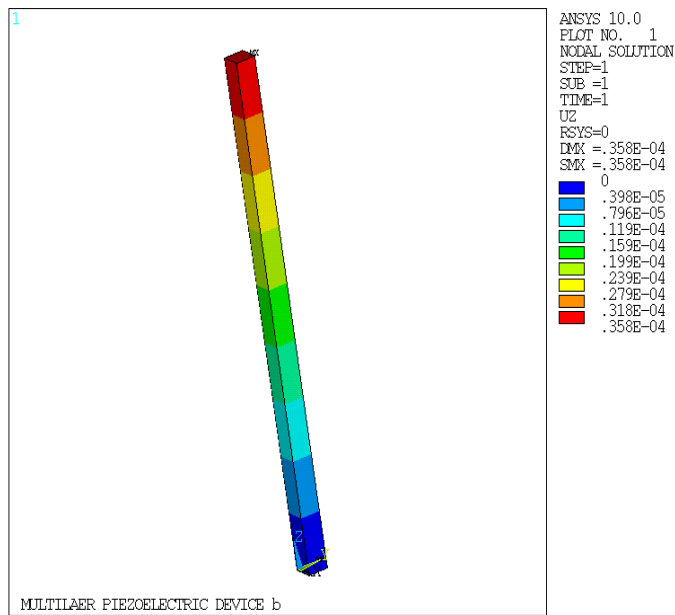 1
ANSYS 10.0
PLOT NO. 1
NODAL SOLUTION
STEP=1
SUB =1
TIME=1
UZ
RSYS=0
DMX =.358E-04
SMX =.358E-04
0
.398E-05
.796E-05
.119E-04
.159E-04
.199E-04
.239E-04
.279E-04
.318E-04
.358E-04
MX
Z
MULTILAER PIEZOELECTRIC DEVICE b